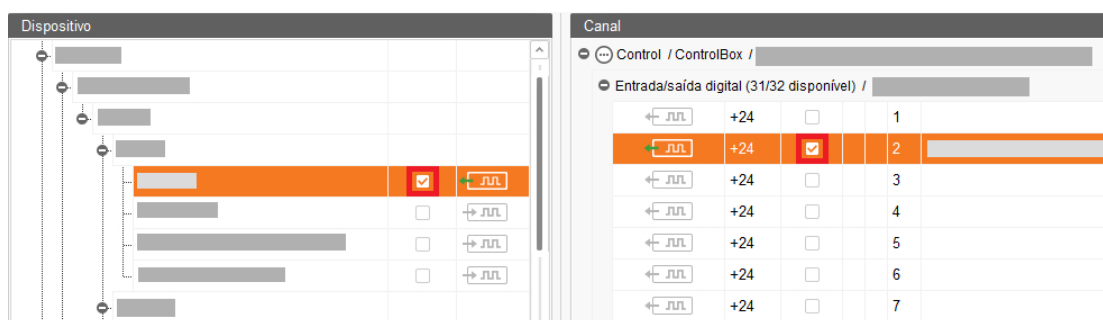 Dispositivo
Canal
Control / ControlBox /
Entrada/saída digital (31/32 disponível) /
+24 1
+24 2
+24 3
+24 4
+24 5
+24 6
+24 7